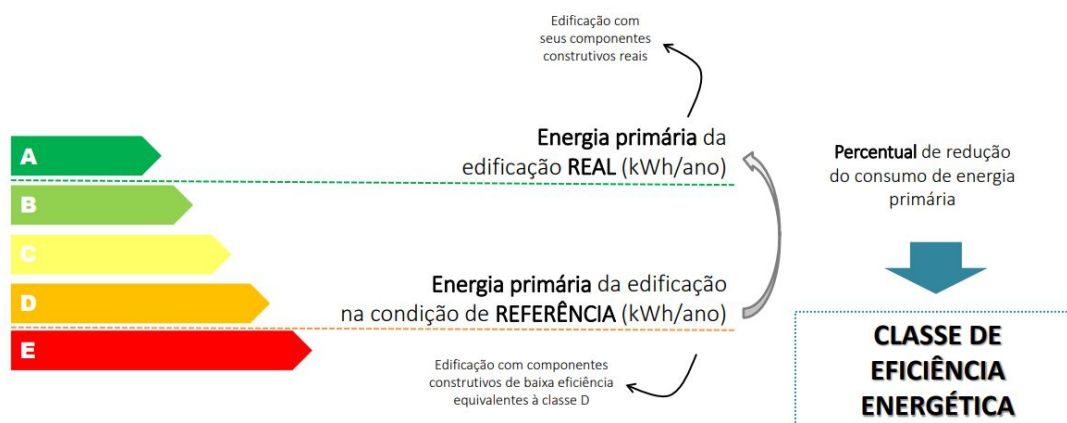 Edificação com
seus componentes
construtivos reais
A
Energia primária da
edificação REAL (kWh/ano)
B
C
D
Energia primária da edificação
na condição de REFERÊNCIA (kWh/ano)
E
Edificação com componentes
construtivos de baixa eficiência
equivalentes à classe D
Percentual de redução
do consumo de energia
primária
CLASSE DE
EFICIÊNCIA
ENERGÉTICA